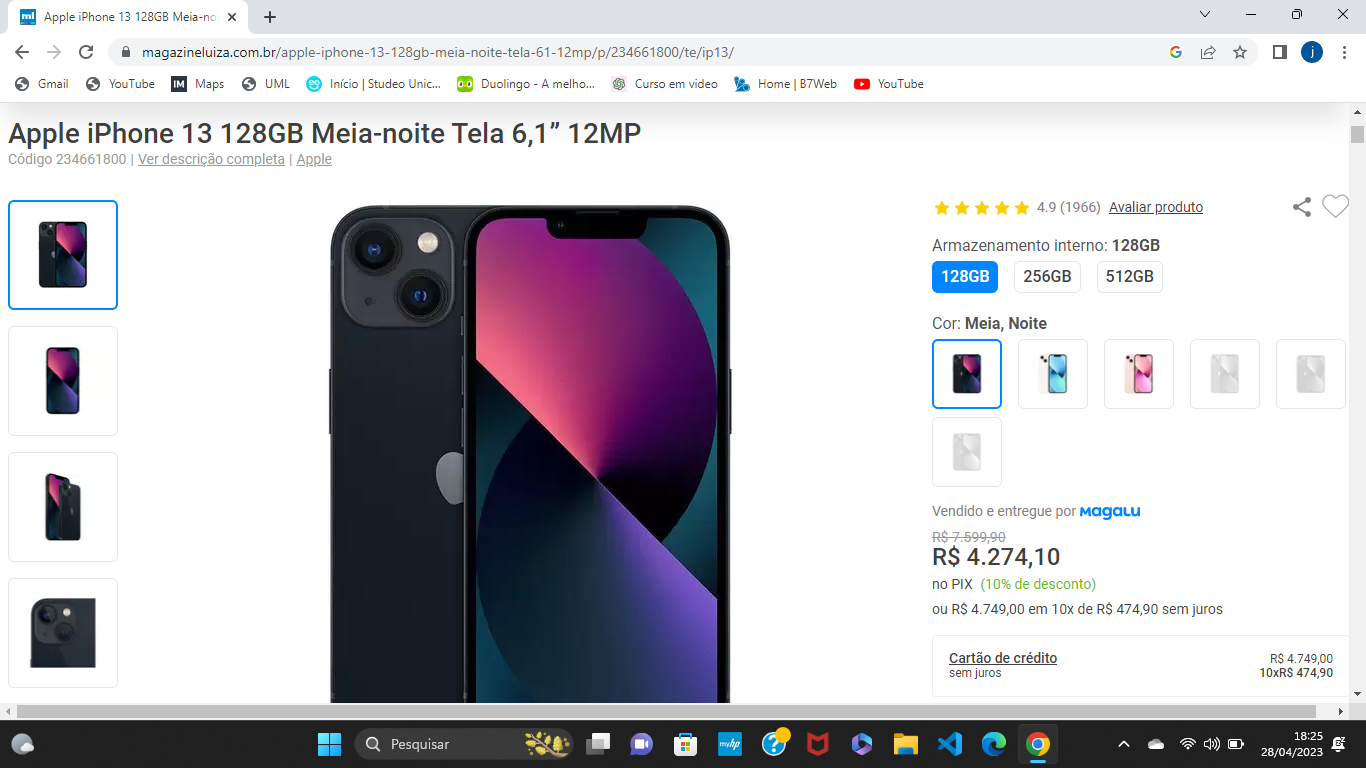 Apple iPhone 13 128GB Meia-no
magazineluiza.com.br/apple-iphone-13-128gb-meia-noite-tela-61-12mp/p/234661800/te/ip13/
j
Gmail YouTube IM Maps UML Início | Studeo Unic... Duolingo - A melho... Curso em video Home | B7Web YouTube
Apple iPhone 13 128GB Meia-noite Tela 6,1” 12MP
Código 234661800 | Ver descrição completa | Apple
4.9 (1966) Avaliar produto
Armazenamento interno: 128GB
128GB 256GB 512GB
Cor: Meia, Noite
Vendido e entregue por Magalu
R$ 7.599,90
R$ 4.274,10
no PIX (10% de desconto)
ou R$ 4.749,00 em 10x de R$ 474,90 sem juros
Cartão de crédito R$ 4.749,00
sem juros 10xR$ 474,90
Pesquisar
myhp
18:25
28/04/2023